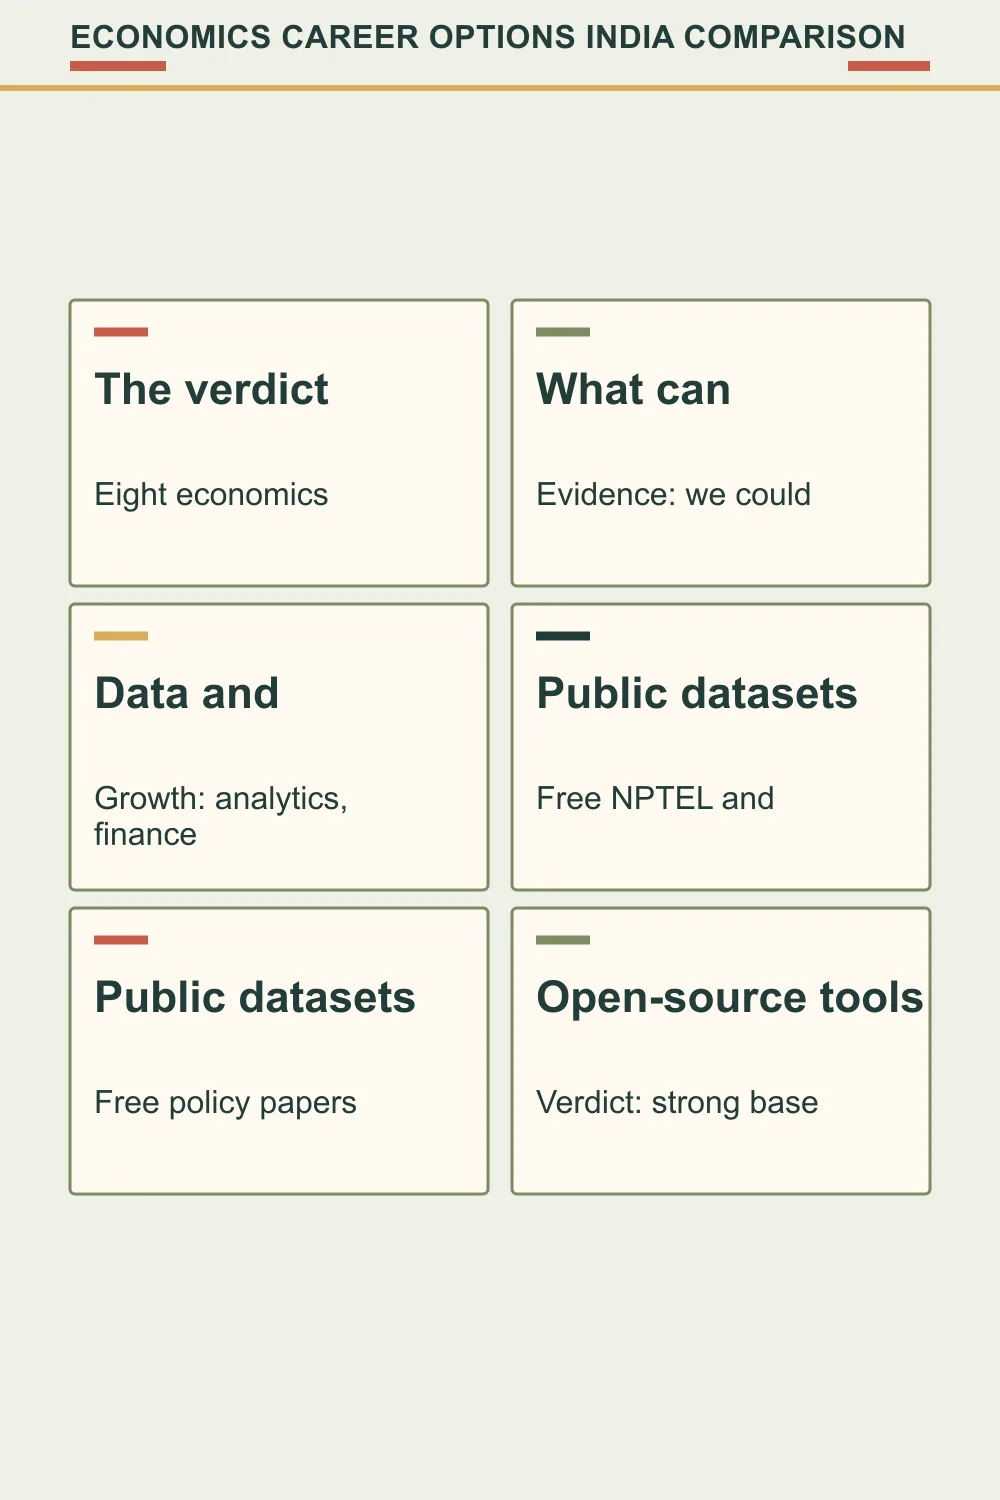 ECONOMICS CAREER OPTIONS INDIA COMPARISON
The verdict
Eight economics
What can
Evidence: we could
Data and
Growth: analytics,
finance
Public datasets
Free NPTEL and
Public datasets
Free policy papers
Open-source tools
Verdict: strong base